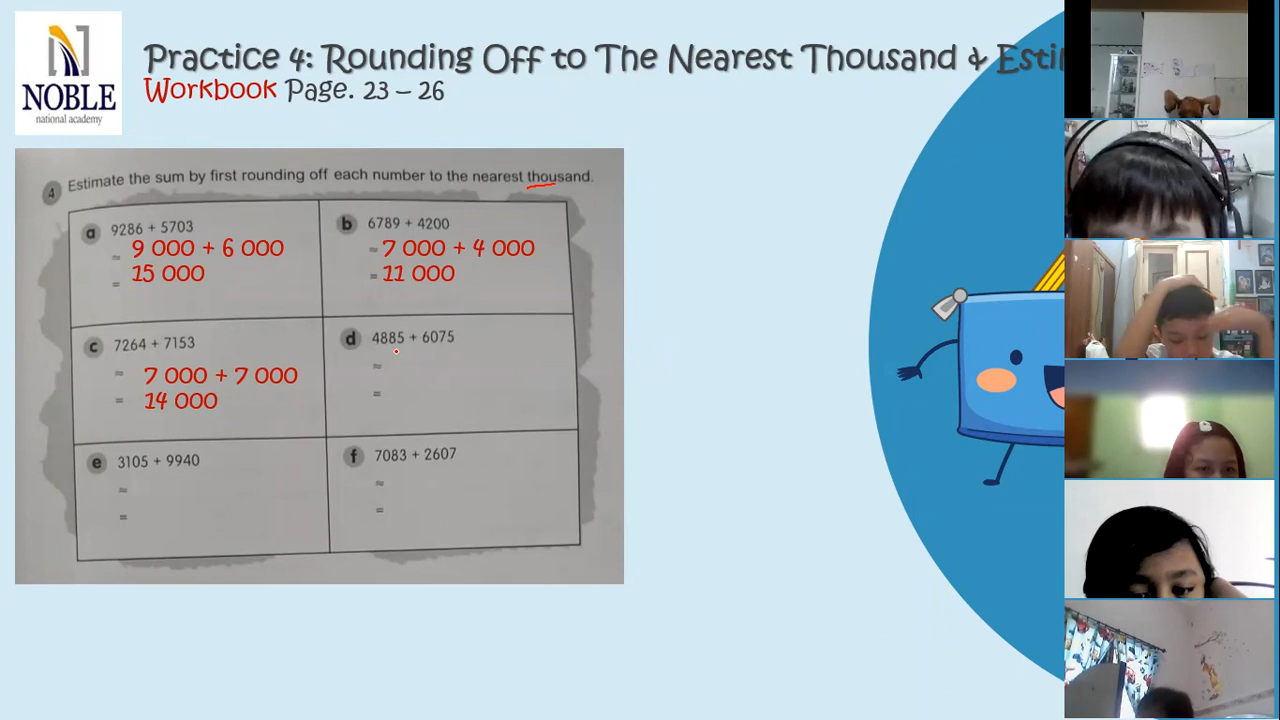 NOBLE
national academy
Practice 4: Rounding Off to The Nearest Thousand & Esti
Workbook Page. 23 – 26
4 Estimate the sum by first rounding off each number to the nearest thousand.
a 9286 + 5703
≈ 9 000 + 6 000
= 15 000
b 6789 + 4200
≈ 7 000 + 4 000
= 11 000
c 7264 + 7153
≈ 7 000 + 7 000
= 14 000
d 4885 + 6075
≈
=
e 3105 + 9940
≈
=
f 7083 + 2607
≈
=